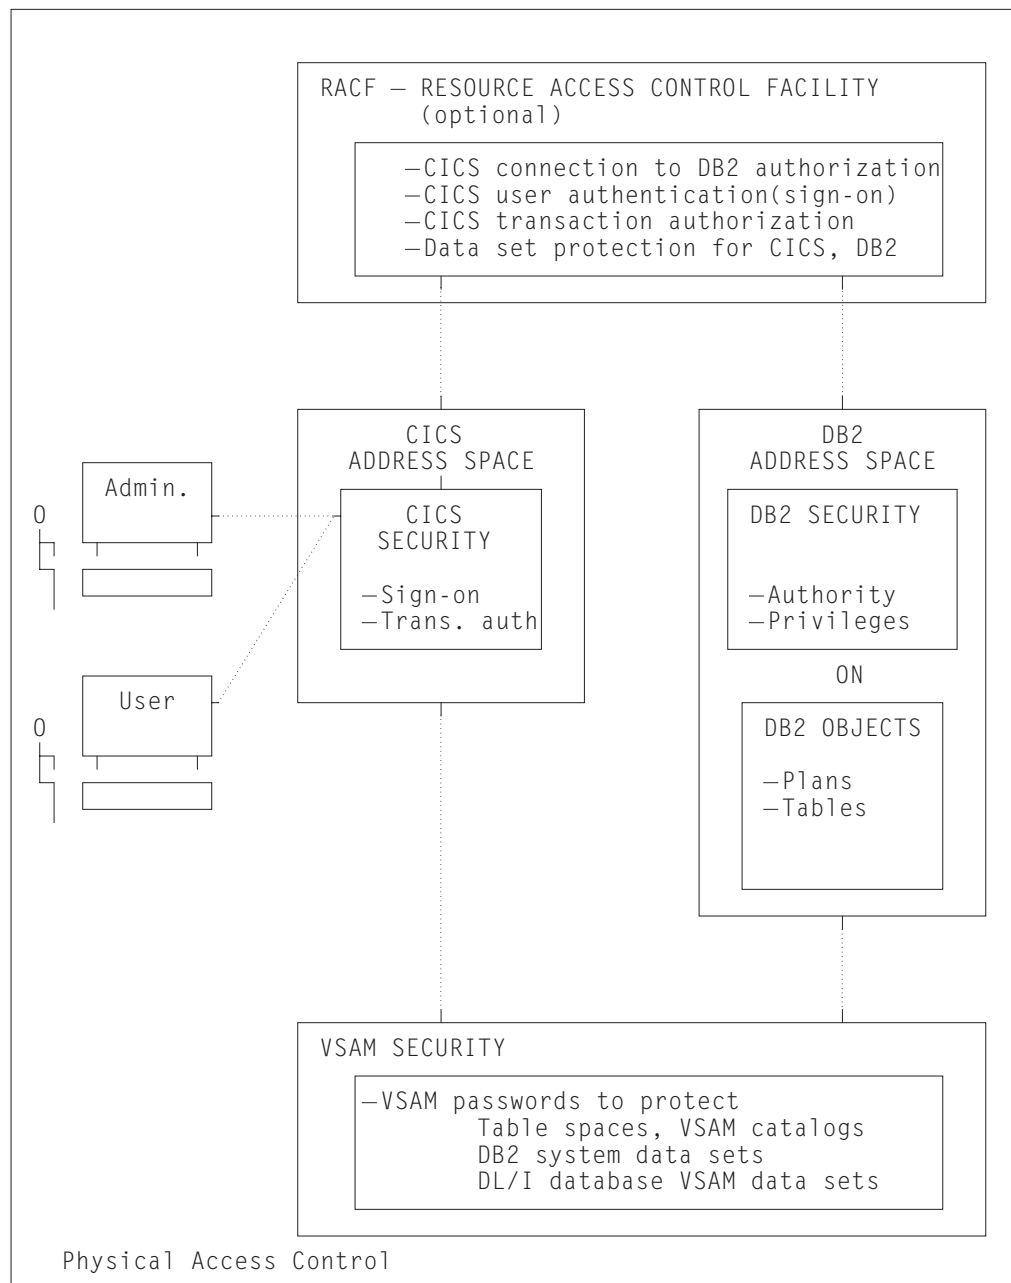 RACF — RESOURCE ACCESS CONTROL FACILITY
(optional)
—CICS connection to DB2 authorization
—CICS user authentication(sign-on)
—CICS transaction authorization
—Data set protection for CICS, DB2
CICS
ADDRESS SPACE
CICS
SECURITY
—Sign-on
—Trans. auth
Admin.
O
User
O
DB2
ADDRESS SPACE
DB2 SECURITY
—Authority
—Privileges
ON
DB2 OBJECTS
—Plans
—Tables
VSAM SECURITY
—VSAM passwords to protect
Table spaces, VSAM catalogs
DB2 system data sets
DL/I database VSAM data sets
Physical Access Control